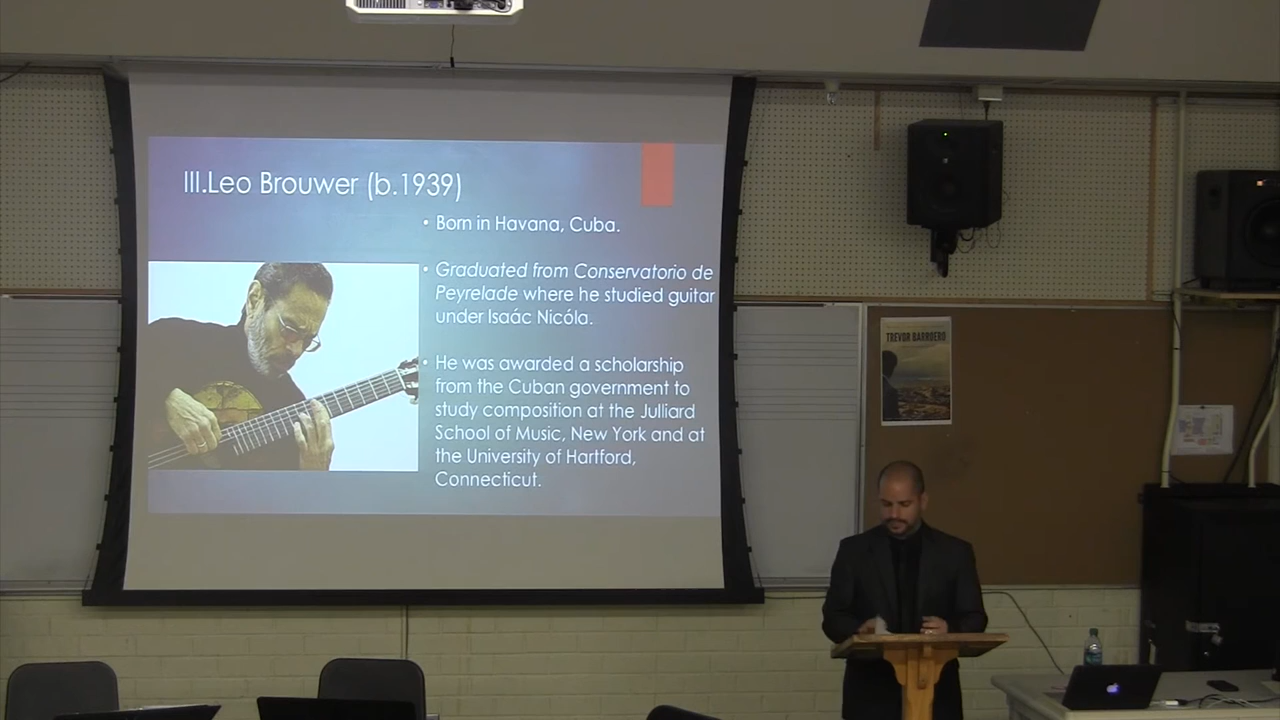 III.Leo Brouwer (b.1939)
• Born in Havana, Cuba.
• Graduated from Conservatorio de
Peyrelade where he studied guitar
under Isaác Nicóla.
• He was awarded a scholarship
from the Cuban government to
study composition at the Julliard
School of Music, New York and at
the University of Hartford,
Connecticut.
TREVOR BARROERO